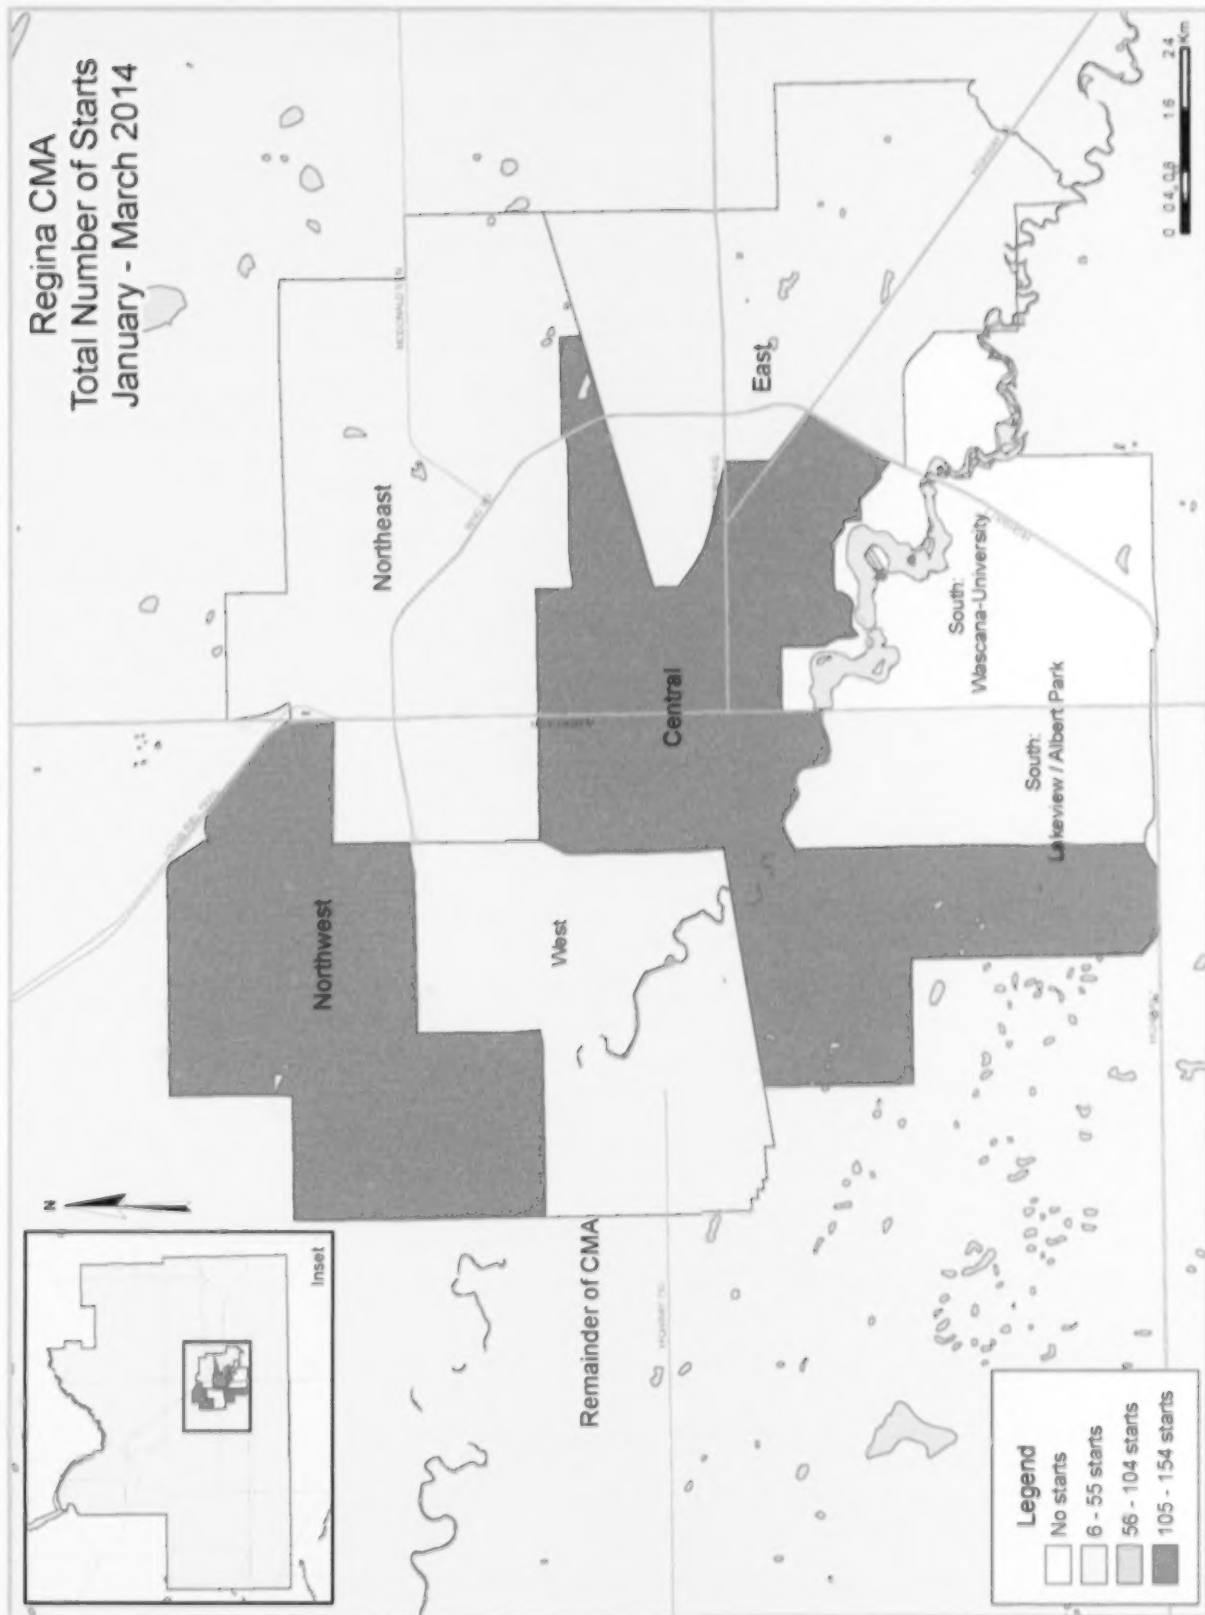 Regina CMA
Total Number of Starts
January - March 2014
N
Inset
Northwest
Northeast
West
Central
East
South:
Wascana-University
South:
Lakeview / Albert Park
Remainder of CMA
Legend
No starts
6 - 55 starts
56 - 104 starts
105 - 154 starts
0 0.4 0.8 1.6 2.4
Km